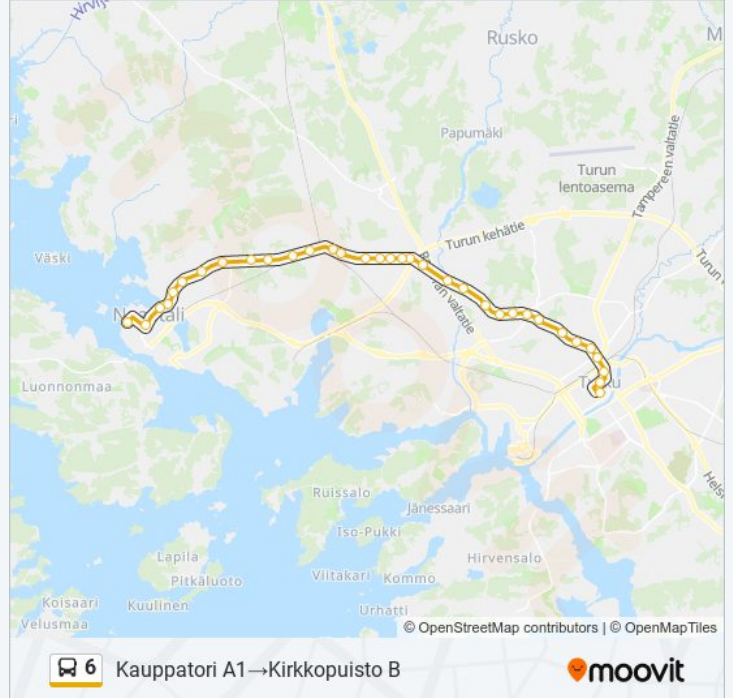 Rusko
Papumäki
Turun
lentoasema
Tampereen valtatie
Turun kehätie
Väski
Luonnonmaa
Ruissalo
Jänessaari
Iso-Pukki
Hirvensalo
Lapila
Pitkäluoto
Viitakari
Kommo
Koisaari
Kuulinen
Urhatti
Velusmaa
© OpenStreetMap contributors | © OpenMapTiles
6 Kauppatori A1→Kirkkopuisto B
moovit